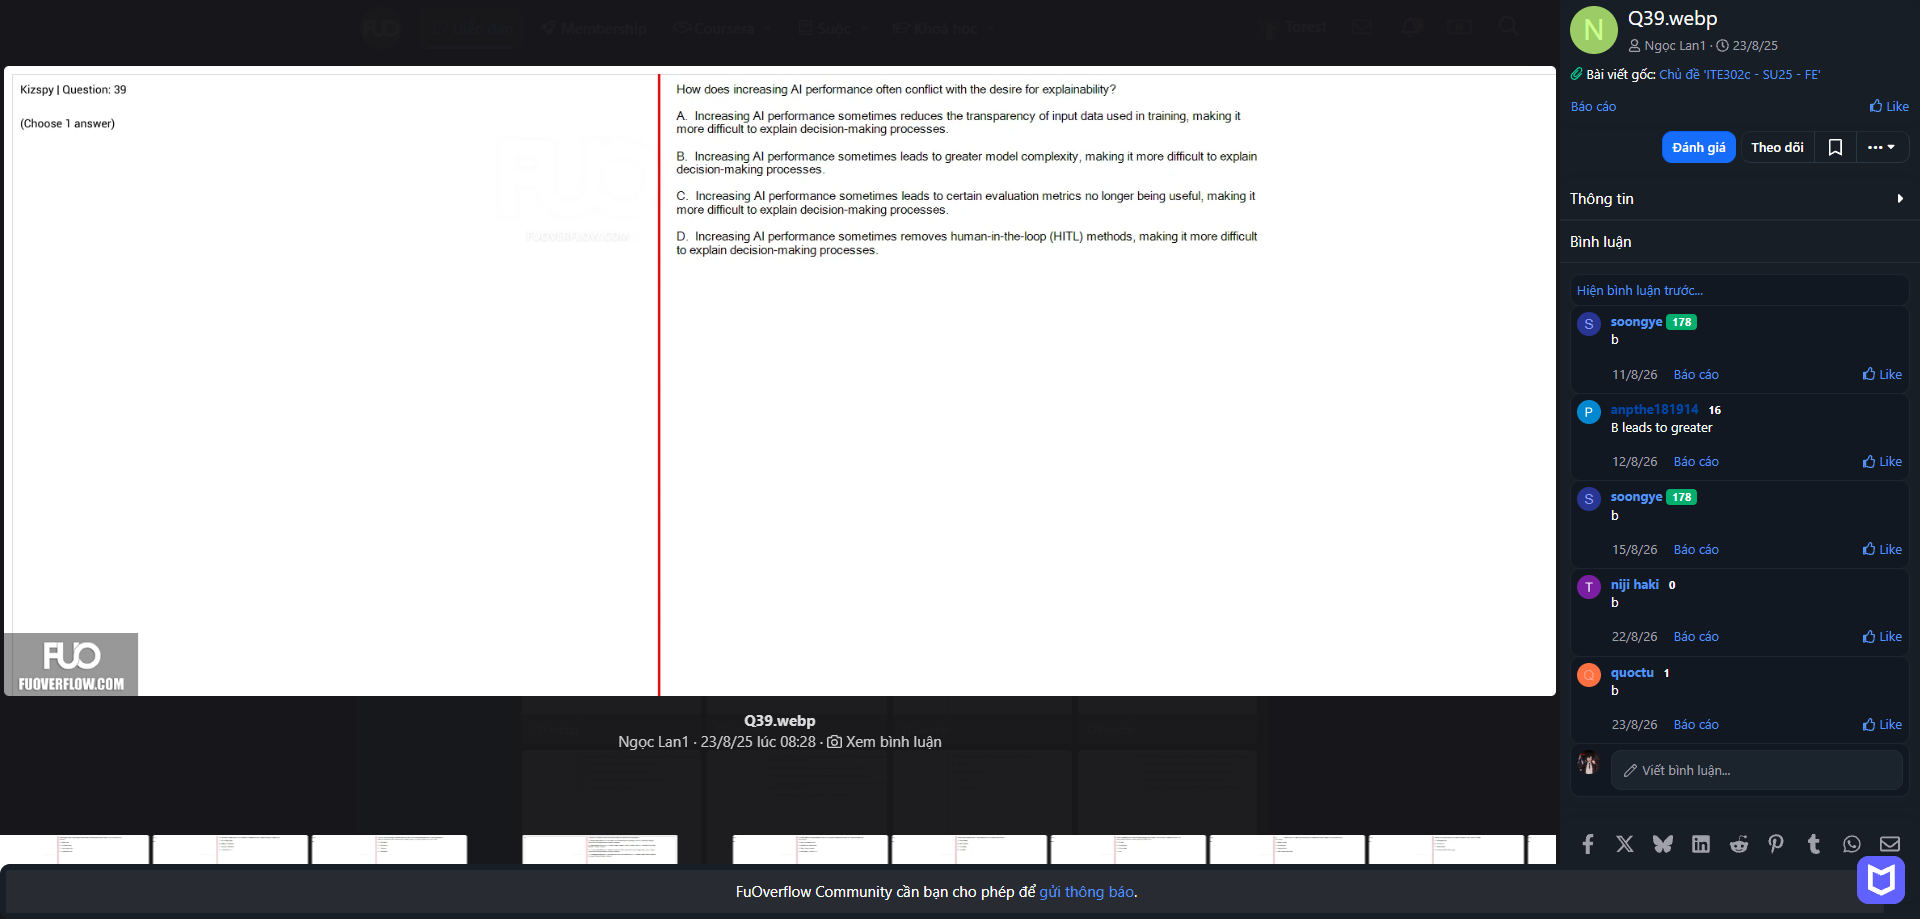 Membership
Coursera
Khoá học
Torest
Kizspy | Question: 39
(Choose 1 answer)
How does increasing AI performance often conflict with the desire for explainability?
A. Increasing AI performance sometimes reduces the transparency of input data used in training, making it
more difficult to explain decision-making processes.
B. Increasing AI performance sometimes leads to greater model complexity, making it more difficult to explain
decision-making processes.
C. Increasing AI performance sometimes leads to certain evaluation metrics no longer being useful, making it
more difficult to explain decision-making processes.
D. Increasing AI performance sometimes removes human-in-the-loop (HITL) methods, making it more difficult
to explain decision-making processes.
FUO
FUOVERFLOW.COM
Q39.webp
Ngọc Lan1 · 23/8/25 lúc 08:28 · Xem bình luận
FuOverflow Community cần bạn cho phép để gửi thông báo.
N
Q39.webp
Ngọc Lan1 · 23/8/25
Bài viết gốc: Chủ đề 'ITE302c - SU25 - FE'
Báo cáo
Like
Đánh giá
Theo dõi
Thông tin
Bình luận
Hiện bình luận trước...
S
soongye 178
b
11/8/26 Báo cáo Like
P
anpthe181914 16
B leads to greater
12/8/26 Báo cáo Like
S
soongye 178
b
15/8/26 Báo cáo Like
T
niji haki 0
b
22/8/26 Báo cáo Like
Q
quoctu 1
b
23/8/26 Báo cáo Like
Viết bình luận...